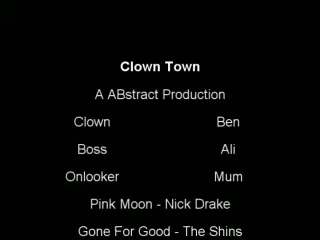 Clown Town
A ABstract Production
Clown Ben
Boss Ali
Onlooker Mum
Pink Moon - Nick Drake
Gone For Good - The Shins